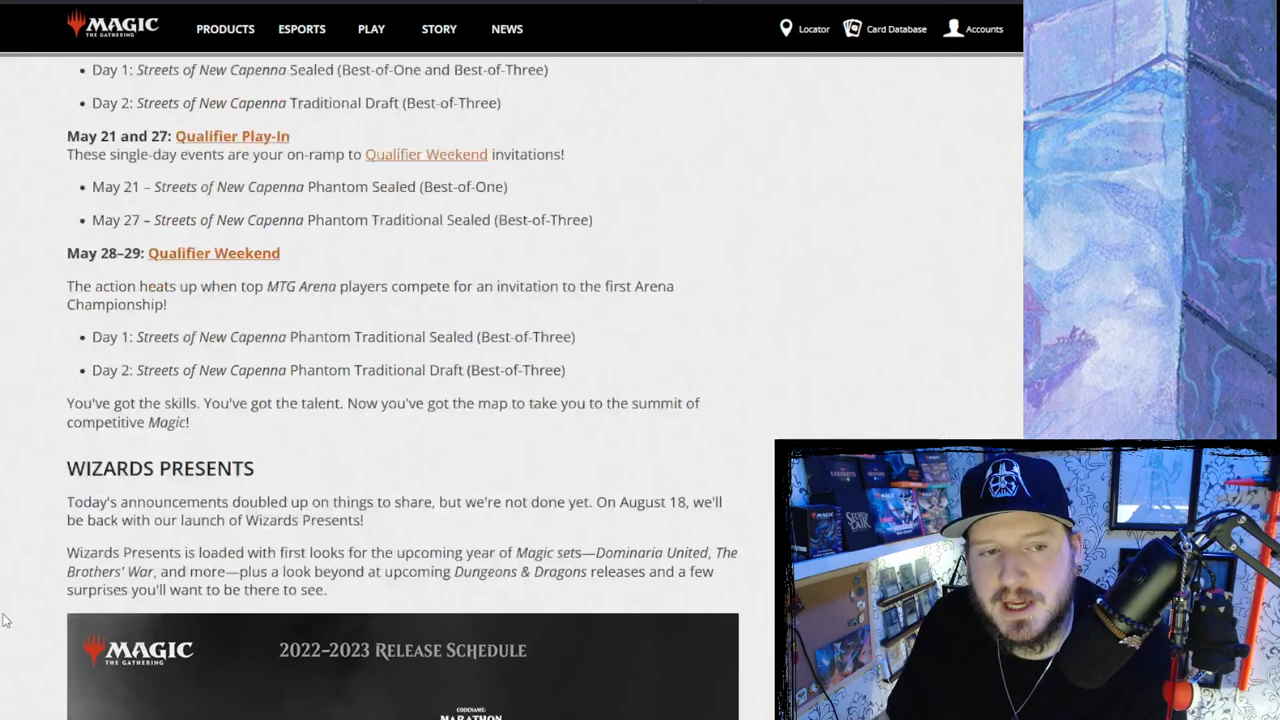 MAGIC
THE GATHERING
PRODUCTS ESPORTS PLAY STORY NEWS Locator Card Database Accounts
• Day 1: Streets of New Capenna Sealed (Best-of-One and Best-of-Three)
• Day 2: Streets of New Capenna Traditional Draft (Best-of-Three)
May 21 and 27: Qualifier Play-In
These single-day events are your on-ramp to Qualifier Weekend invitations!
• May 21 – Streets of New Capenna Phantom Sealed (Best-of-One)
• May 27 – Streets of New Capenna Phantom Traditional Sealed (Best-of-Three)
May 28–29: Qualifier Weekend
The action heats up when top MTG Arena players compete for an invitation to the first Arena
Championship!
• Day 1: Streets of New Capenna Phantom Traditional Sealed (Best-of-Three)
• Day 2: Streets of New Capenna Phantom Traditional Draft (Best-of-Three)
You've got the skills. You've got the talent. Now you've got the map to take you to the summit of
competitive Magic!
WIZARDS PRESENTS
Today's announcements doubled up on things to share, but we're not done yet. On August 18, we'll
be back with our launch of Wizards Presents!
Wizards Presents is loaded with first looks for the upcoming year of Magic sets—Dominaria United, The
Brothers' War, and more—plus a look beyond at upcoming Dungeons & Dragons releases and a few
surprises you'll want to be there to see.
MAGIC
THE GATHERING
2022–2023 RELEASE SCHEDULE
CODENAME:
MARATHON
SECRET
LAIR
MAGIC